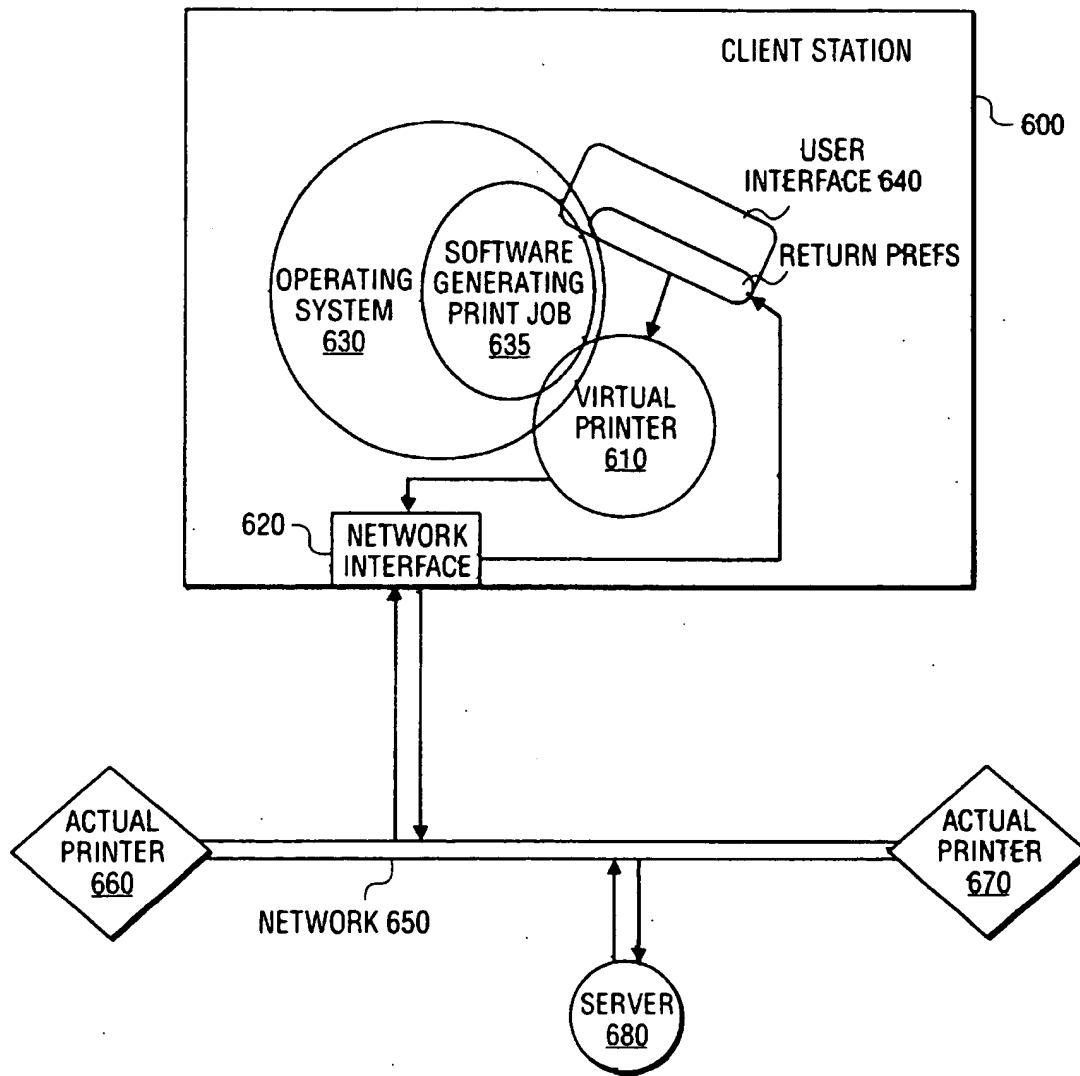 CLIENT STATION
600
USER
INTERFACE 640
RETURN PREFS
SOFTWARE
GENERATING
PRINT JOB
635
OPERATING
SYSTEM
630
VIRTUAL
PRINTER
610
620
NETWORK
INTERFACE
ACTUAL
PRINTER
660
ACTUAL
PRINTER
670
NETWORK 650
SERVER
680